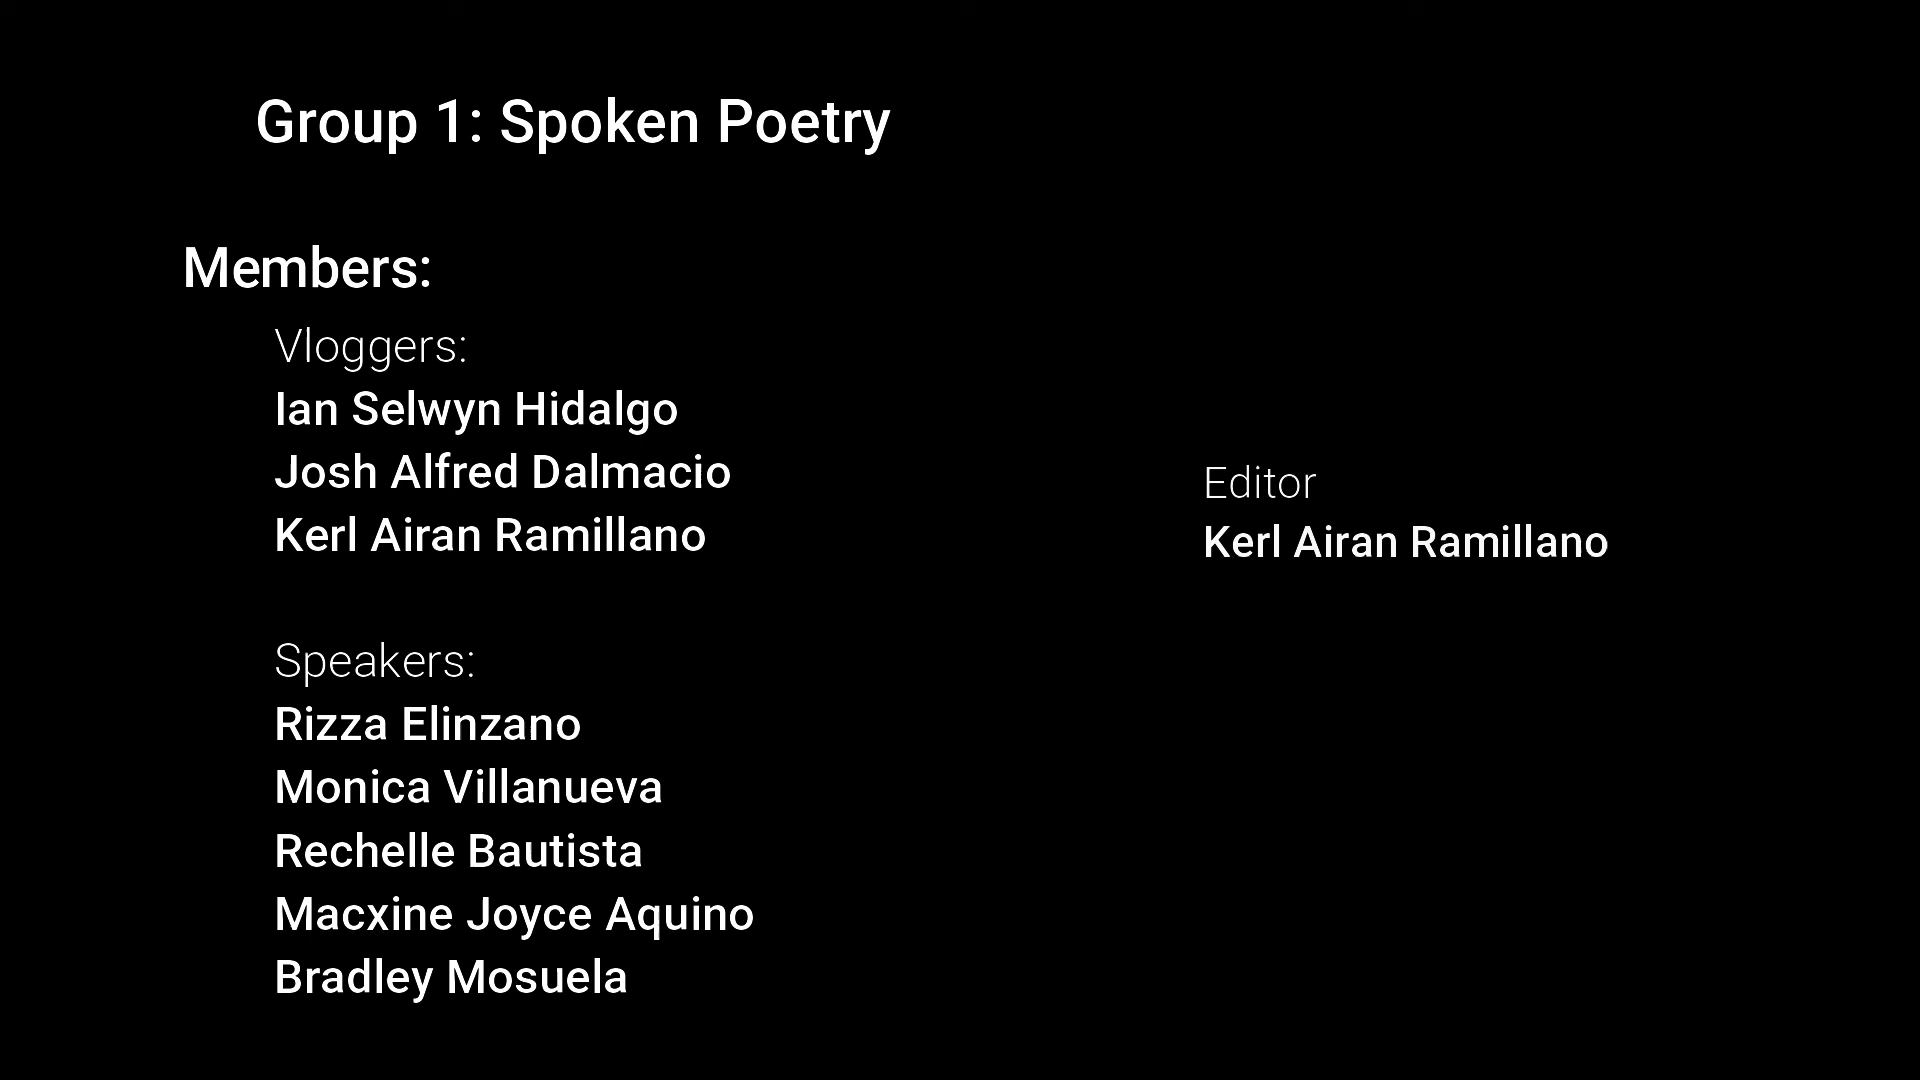 Group 1: Spoken Poetry
Members:
Vloggers:
Ian Selwyn Hidalgo
Josh Alfred Dalmacio
Kerl Airan Ramillano
Speakers:
Rizza Elinzano
Monica Villanueva
Rechelle Bautista
Macxine Joyce Aquino
Bradley Mosuela
Editor
Kerl Airan Ramillano